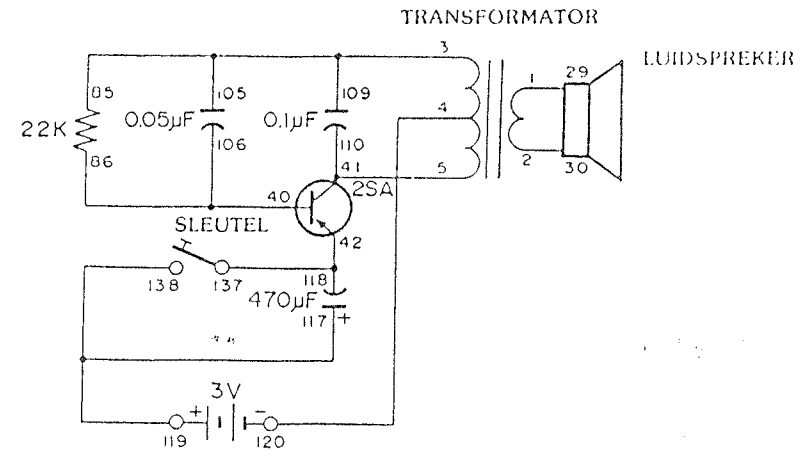 TRANSFORMATOR
LUIDSPREKER
3
1
29
85
105
109
4
22K
0.05µF
0.1µF
86
106
110
2
30
41
5
40
2SA
SLEUTEL
42
138
137
118
470µF
117
+
3V
+
−
119
120